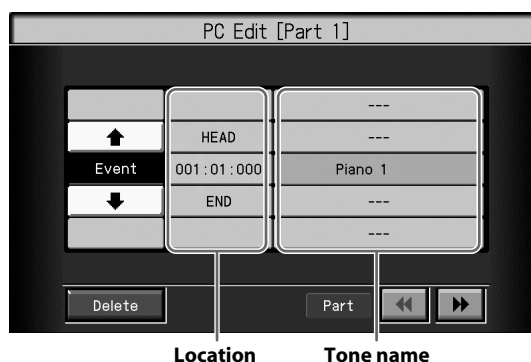 PC Edit [Part 1]
---
HEAD ---
Event 001:01:000 Piano 1
END ---
---
Delete Part
Location Tone name